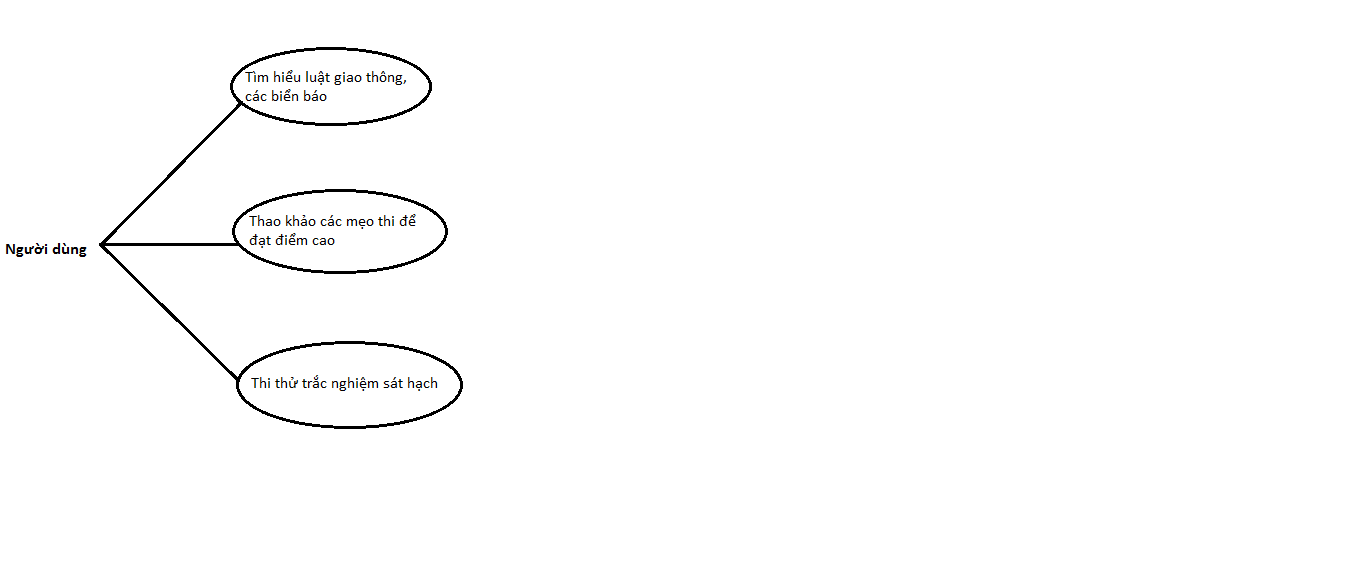 Tìm hiểu luật giao thông,
các biển báo
Thao khảo các mẹo thi để
đạt điểm cao
Người dùng
Thi thử trắc nghiệm sát hạch